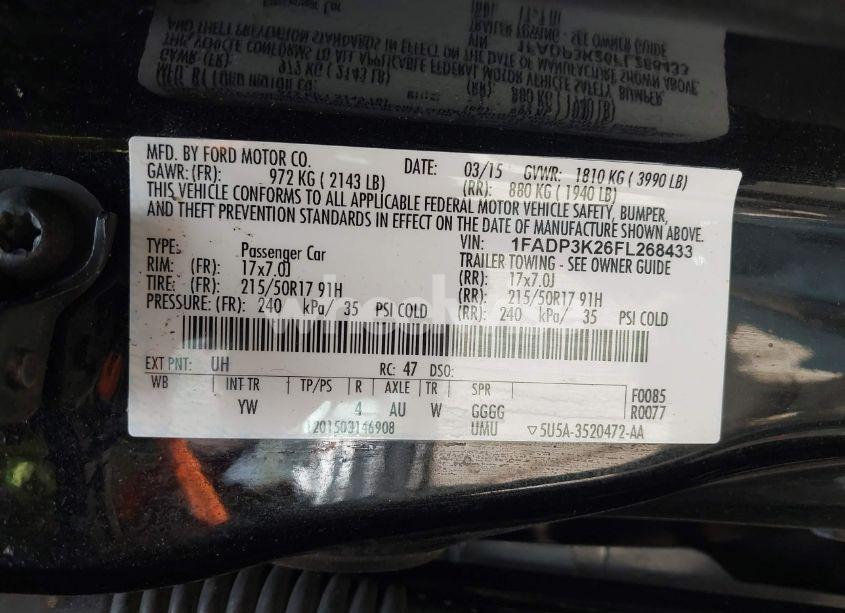 MFD. BY FORD MOTOR CO. DATE: 03/15 GVWR: 1810 KG ( 3990 LB)
GAWR: (FR): 972 KG ( 2143 LB) (RR): 880 KG ( 1940 LB)
THIS VEHICLE CONFORMS TO ALL APPLICABLE FEDERAL MOTOR VEHICLE SAFETY, BUMPER,
AND THEFT PREVENTION STANDARDS IN EFFECT ON THE DATE OF MANUFACTURE SHOWN ABOVE.
VIN: 1FADP3K26FL268433
TYPE: Passenger Car TRAILER TOWING - SEE OWNER GUIDE
RIM: (FR): 17x7.0J (RR): 17x7.0J
TIRE: (FR): 215/50R17 91H (RR): 215/50R17 91H
PRESSURE: (FR): 240 kPa/ 35 PSI COLD (RR): 240 kPa/ 35 PSI COLD
EXT PNT: UH RC: 47 DSO:
WB INT TR TP/PS R AXLE TR SPR F0085
YW 4 AU W GGGG R0077
1201503146908 UMU ▽5U5A-3520472-AA